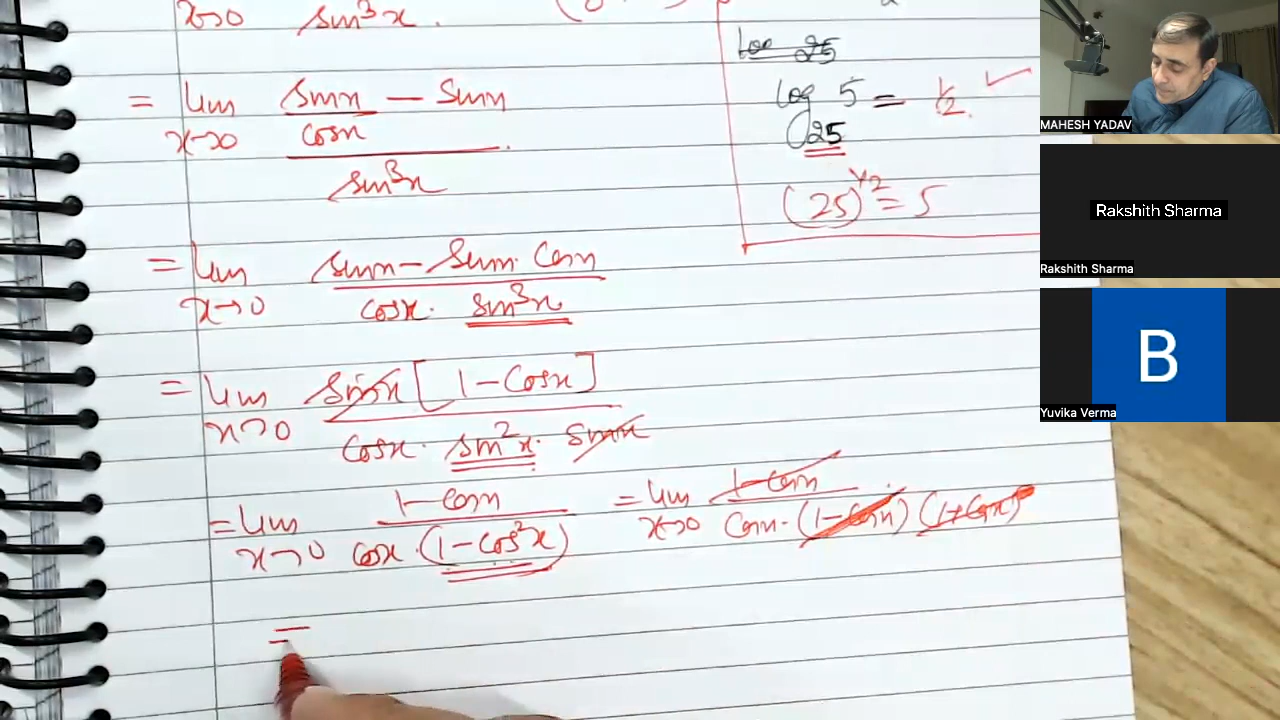 x→0 sin³x.
= lim sinx/cosx − sinx
x→0 sin³x
= lim sinx − sinx. cosx
x→0 cosx. sin³x
= lim sinx [1 − cosx]
x→0 cosx. sin²x. sinx
= lim 1 − cosx
x→0 cosx.(1 − cos²x)
= lim 1 − cosx
x→0 cosx.(1 − cosx)(1 + cosx)
=
log 25
log 5 = 1/2.
25
(25)^1/2 = 5
MAHESH YADAV
Rakshith Sharma
Rakshith Sharma
B
Yuvika Verma